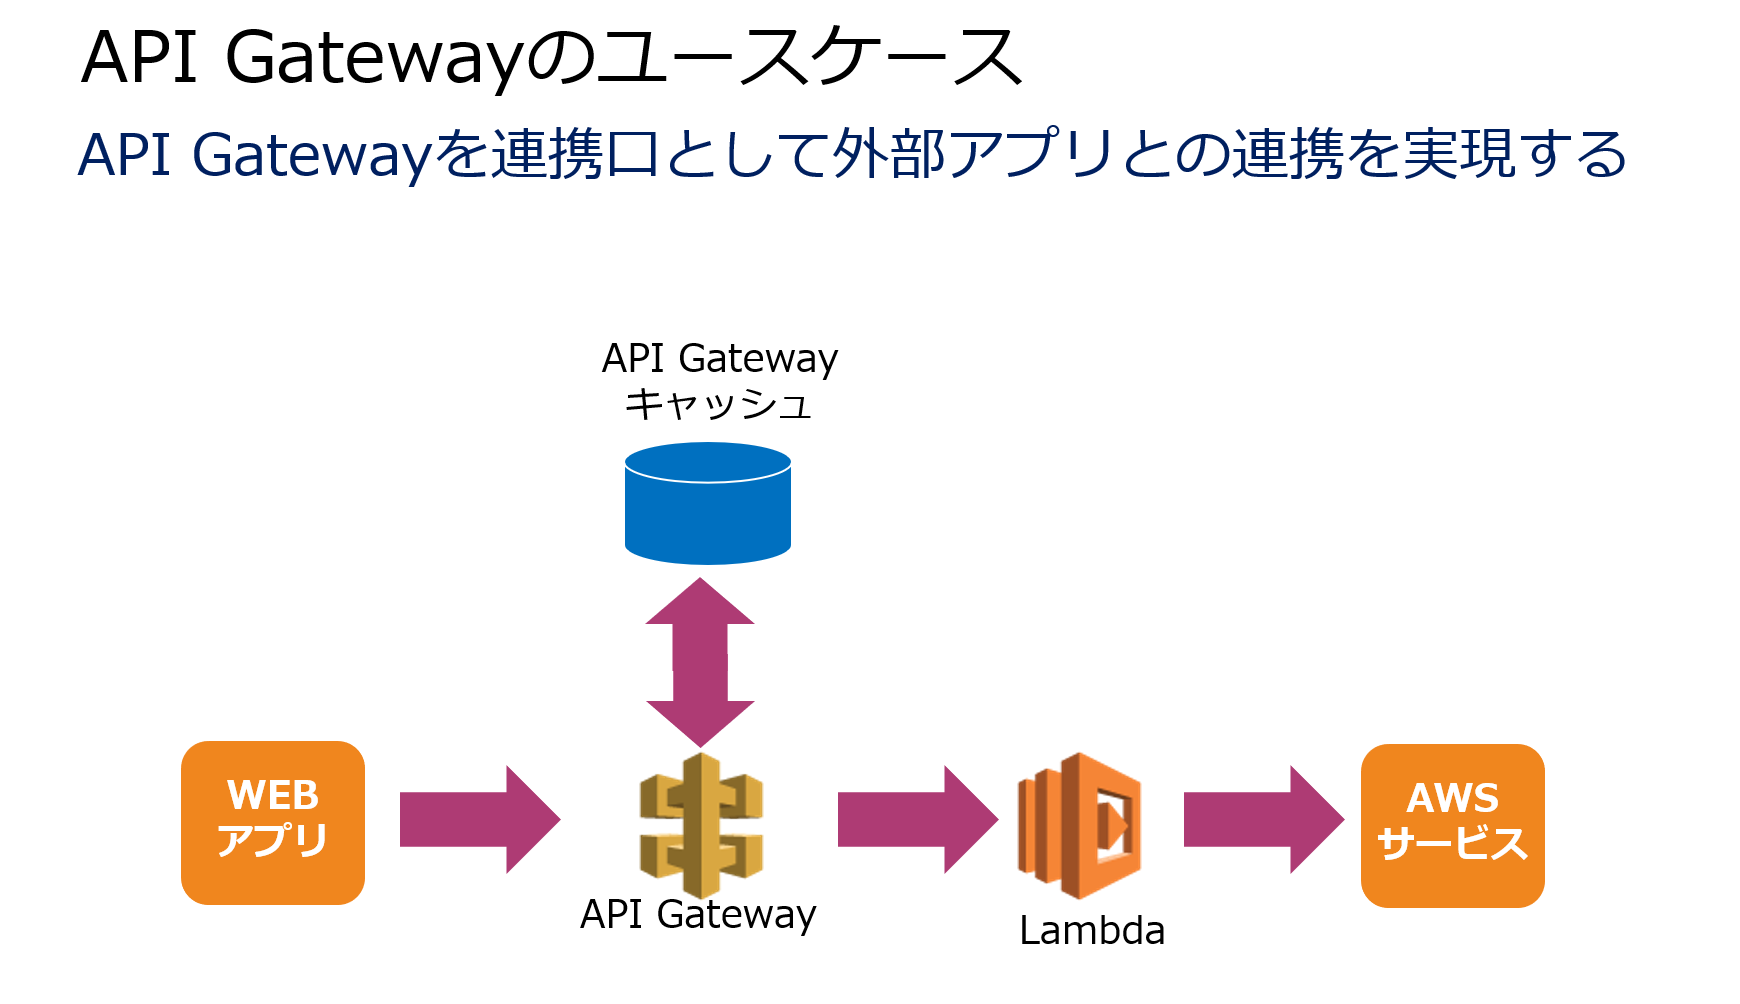 API Gatewayのユースケース
API Gatewayを連携口として外部アプリとの連携を実現する
API Gateway
キャッシュ
WEB
アプリ
API Gateway
Lambda
AWS
サービス